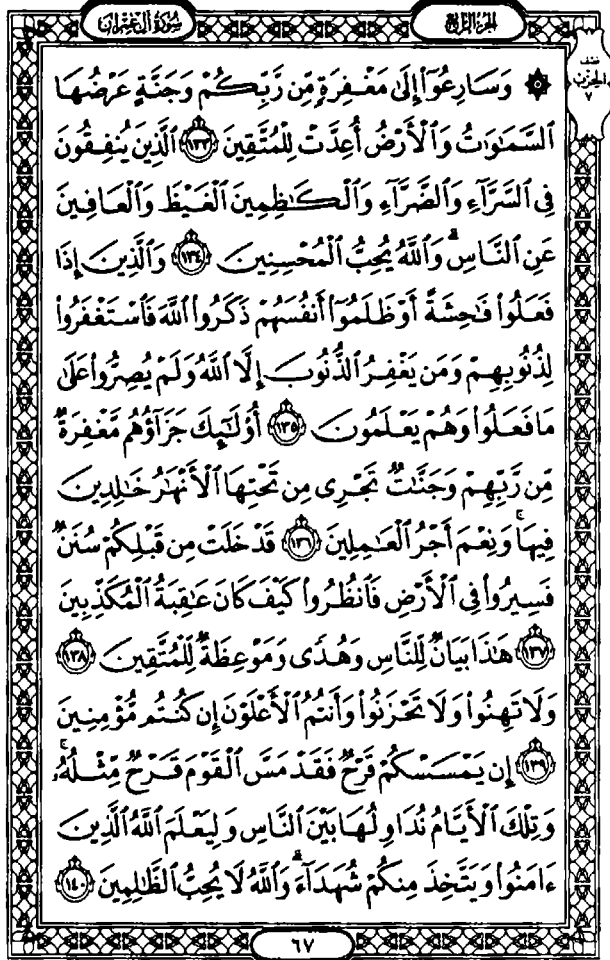 سُورَةُ آلِ عِمْرَانَ
الجزء الرابع
نصف
الحزب
٧
۞ وَسَارِعُوٓا۟ إِلَىٰ مَغْفِرَةٍ مِّن رَّبِّكُمْ وَجَنَّةٍ عَرْضُهَا
ٱلسَّمَٰوَٰتُ وَٱلْأَرْضُ أُعِدَّتْ لِلْمُتَّقِينَ ١٣٣ ٱلَّذِينَ يُنفِقُونَ
فِى ٱلسَّرَّآءِ وَٱلضَّرَّآءِ وَٱلْكَٰظِمِينَ ٱلْغَيْظَ وَٱلْعَافِينَ
عَنِ ٱلنَّاسِ ۗ وَٱللَّهُ يُحِبُّ ٱلْمُحْسِنِينَ ١٣٤ وَٱلَّذِينَ إِذَا
فَعَلُوا۟ فَٰحِشَةً أَوْ ظَلَمُوٓا۟ أَنفُسَهُمْ ذَكَرُوا۟ ٱللَّهَ فَٱسْتَغْفَرُوا۟
لِذُنُوبِهِمْ وَمَن يَغْفِرُ ٱلذُّنُوبَ إِلَّا ٱللَّهُ وَلَمْ يُصِرُّوا۟ عَلَىٰ
مَا فَعَلُوا۟ وَهُمْ يَعْلَمُونَ ١٣٥ أُو۟لَٰٓئِكَ جَزَآؤُهُم مَّغْفِرَةٌ
مِّن رَّبِّهِمْ وَجَنَّٰتٌ تَجْرِى مِن تَحْتِهَا ٱلْأَنْهَٰرُ خَٰلِدِينَ
فِيهَا ۚ وَنِعْمَ أَجْرُ ٱلْعَٰمِلِينَ ١٣٦ قَدْ خَلَتْ مِن قَبْلِكُمْ سُنَنٌ
فَسِيرُوا۟ فِى ٱلْأَرْضِ فَٱنظُرُوا۟ كَيْفَ كَانَ عَٰقِبَةُ ٱلْمُكَذِّبِينَ
١٣٧ هَٰذَا بَيَانٌ لِّلنَّاسِ وَهُدًى وَمَوْعِظَةٌ لِّلْمُتَّقِينَ ١٣٨
وَلَا تَهِنُوا۟ وَلَا تَحْزَنُوا۟ وَأَنتُمُ ٱلْأَعْلَوْنَ إِن كُنتُم مُّؤْمِنِينَ
١٣٩ إِن يَمْسَسْكُمْ قَرْحٌ فَقَدْ مَسَّ ٱلْقَوْمَ قَرْحٌ مِّثْلُهُۥ ۚ
وَتِلْكَ ٱلْأَيَّامُ نُدَاوِلُهَا بَيْنَ ٱلنَّاسِ وَلِيَعْلَمَ ٱللَّهُ ٱلَّذِينَ
ءَامَنُوا۟ وَيَتَّخِذَ مِنكُمْ شُهَدَآءَ ۗ وَٱللَّهُ لَا يُحِبُّ ٱلظَّٰلِمِينَ ١٤٠
٦٧